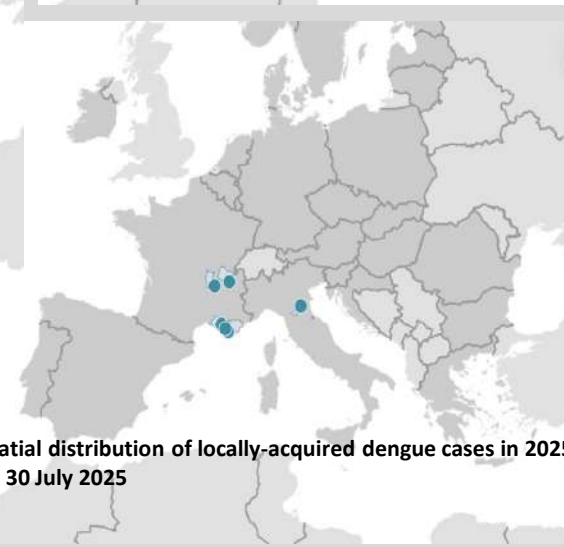 atial distribution of locally-acquired dengue cases in 2025
30 July 2025